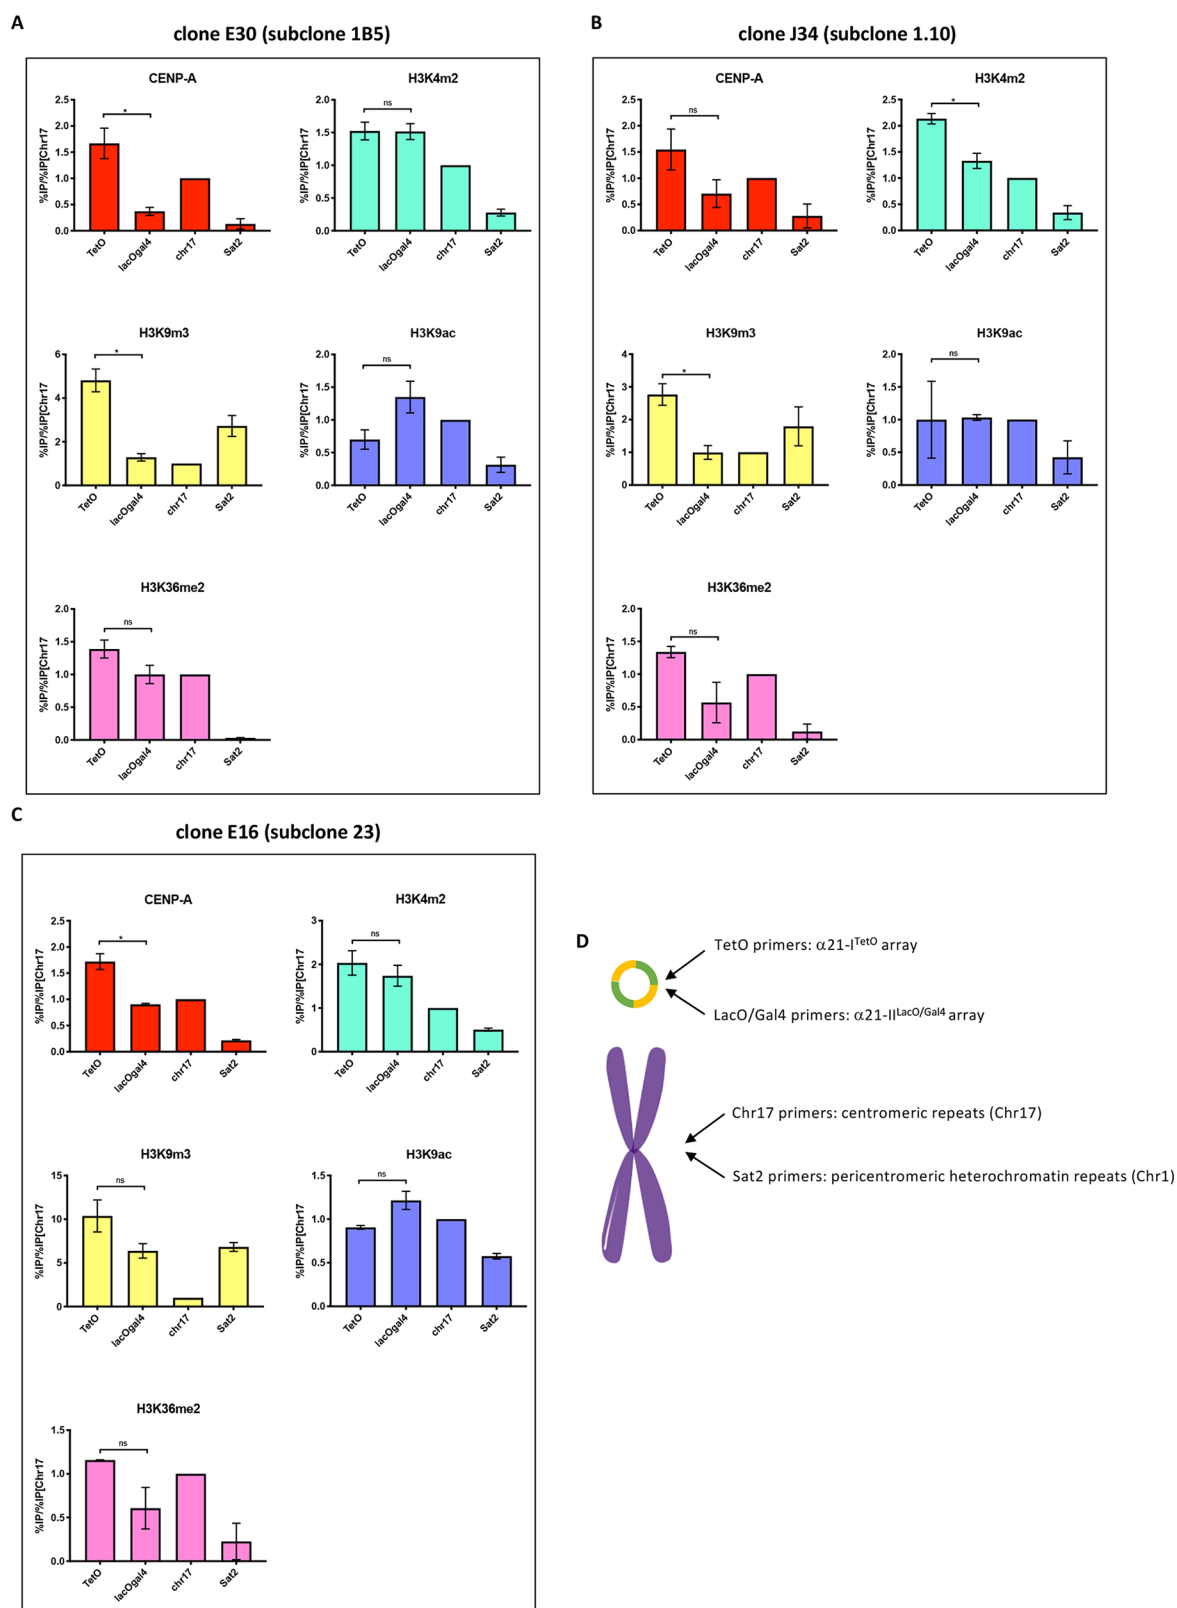 A
clone E30 (subclone 1B5)
CENP-A
%IP/%IP[Chr17
2.5
2.0
1.5
1.0
0.5
0.0
*
TetO
lacOgal4
chr17
Sat2
H3K4m2
%IP/%IP[Chr17
2.0
1.5
1.0
0.5
0.0
ns
TetO
lacOgal4
chr17
Sat2
H3K9m3
%IP/%IP[Chr17
6
4
2
0
*
TetO
lacOgal4
chr17
Sat2
H3K9ac
%IP/%IP[Chr17
2.0
1.5
1.0
0.5
0.0
ns
TetO
lacOgal4
chr17
Sat2
H3K36me2
%IP/%IP[Chr17
2.0
1.5
1.0
0.5
0.0
ns
TetO
lacOgal4
chr17
Sat2
B
clone J34 (subclone 1.10)
CENP-A
%IP/%IP[Chr17
2.5
2.0
1.5
1.0
0.5
0.0
ns
TetO
lacOgal4
chr17
Sat2
H3K4m2
%IP/%IP[Chr17
2.5
2.0
1.5
1.0
0.5
0.0
*
TetO
lacOgal4
chr17
Sat2
H3K9m3
%IP/%IP[Chr17
4
3
2
1
0
*
TetO
lacOgal4
chr17
Sat2
H3K9ac
%IP/%IP[Chr17
2.0
1.5
1.0
0.5
0.0
ns
TetO
lacOgal4
chr17
Sat2
H3K36me2
%IP/%IP[Chr17
2.0
1.5
1.0
0.5
0.0
ns
TetO
lacOgal4
chr17
Sat2
C
clone E16 (subclone 23)
CENP-A
%IP/%IP[Chr17
2.5
2.0
1.5
1.0
0.5
0.0
*
TetO
lacOgal4
chr17
Sat2
H3K4m2
%IP/%IP[Chr17
3
2
1
0
ns
TetO
lacOgal4
chr17
Sat2
H3K9m3
%IP/%IP[Chr17
15
10
5
0
ns
TetO
lacOgal4
chr17
Sat2
H3K9ac
%IP/%IP[Chr17
1.5
1.0
0.5
0.0
ns
TetO
lacOgal4
chr17
Sat2
H3K36me2
%IP/%IP[Chr17
1.5
1.0
0.5
0.0
ns
TetO
lacOgal4
chr17
Sat2
D
TetO primers: α21-I^TetO array
LacO/Gal4 primers: α21-II^LacO/Gal4 array
Chr17 primers: centromeric repeats (Chr17)
Sat2 primers: pericentromeric heterochromatin repeats (Chr1)